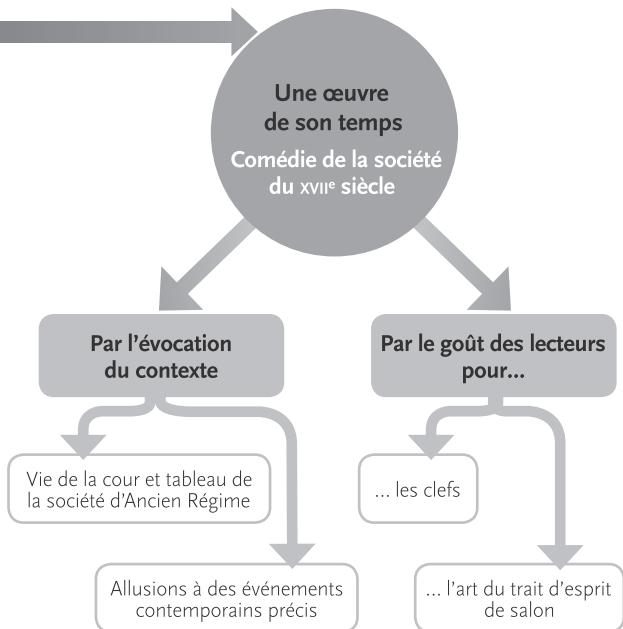 Une œuvre
de son temps
Comédie de la société
du XVIIe siècle
Par l'évocation
du contexte
Par le goût des lecteurs
pour...
Vie de la cour et tableau de
la société d'Ancien Régime
... les clefs
Allusions à des événements
contemporains précis
... l'art du trait d'esprit
de salon